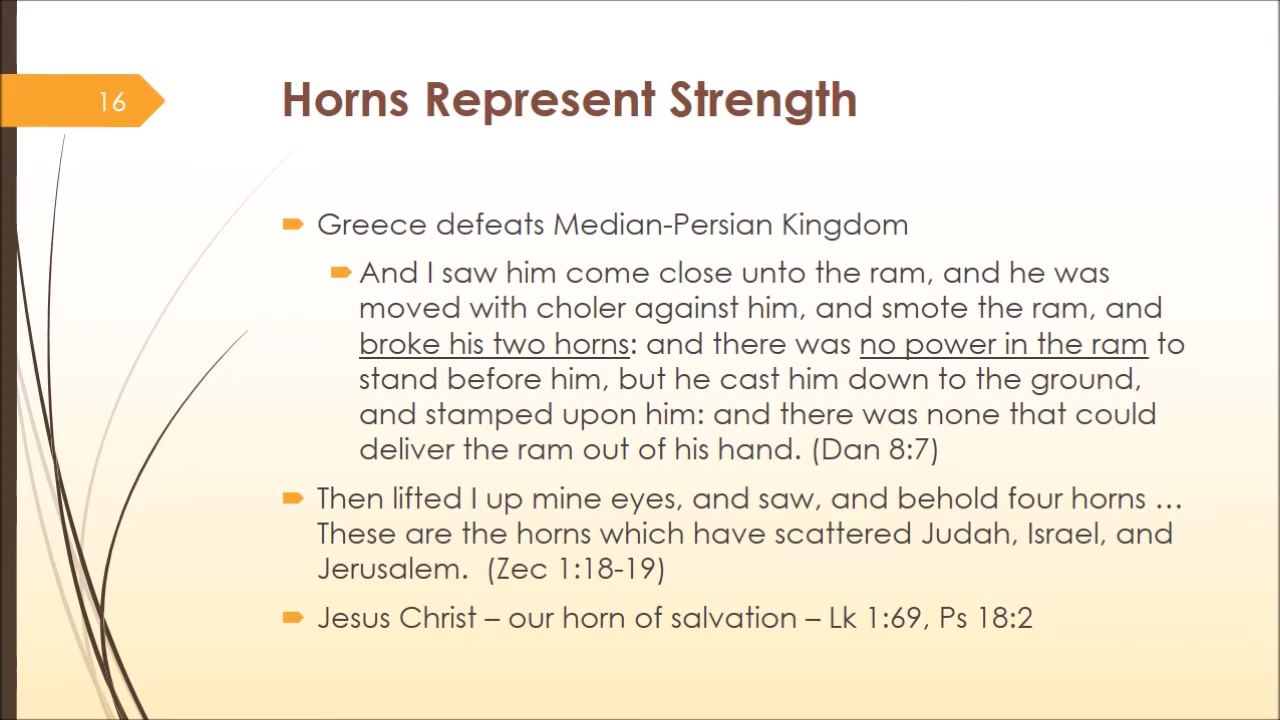 16
Horns Represent Strength
Greece defeats Median-Persian Kingdom
And I saw him come close unto the ram, and he was
moved with choler against him, and smote the ram, and
broke his two horns: and there was no power in the ram to
stand before him, but he cast him down to the ground,
and stamped upon him: and there was none that could
deliver the ram out of his hand. (Dan 8:7)
Then lifted I up mine eyes, and saw, and behold four horns …
These are the horns which have scattered Judah, Israel, and
Jerusalem. (Zec 1:18-19)
Jesus Christ – our horn of salvation – Lk 1:69, Ps 18:2